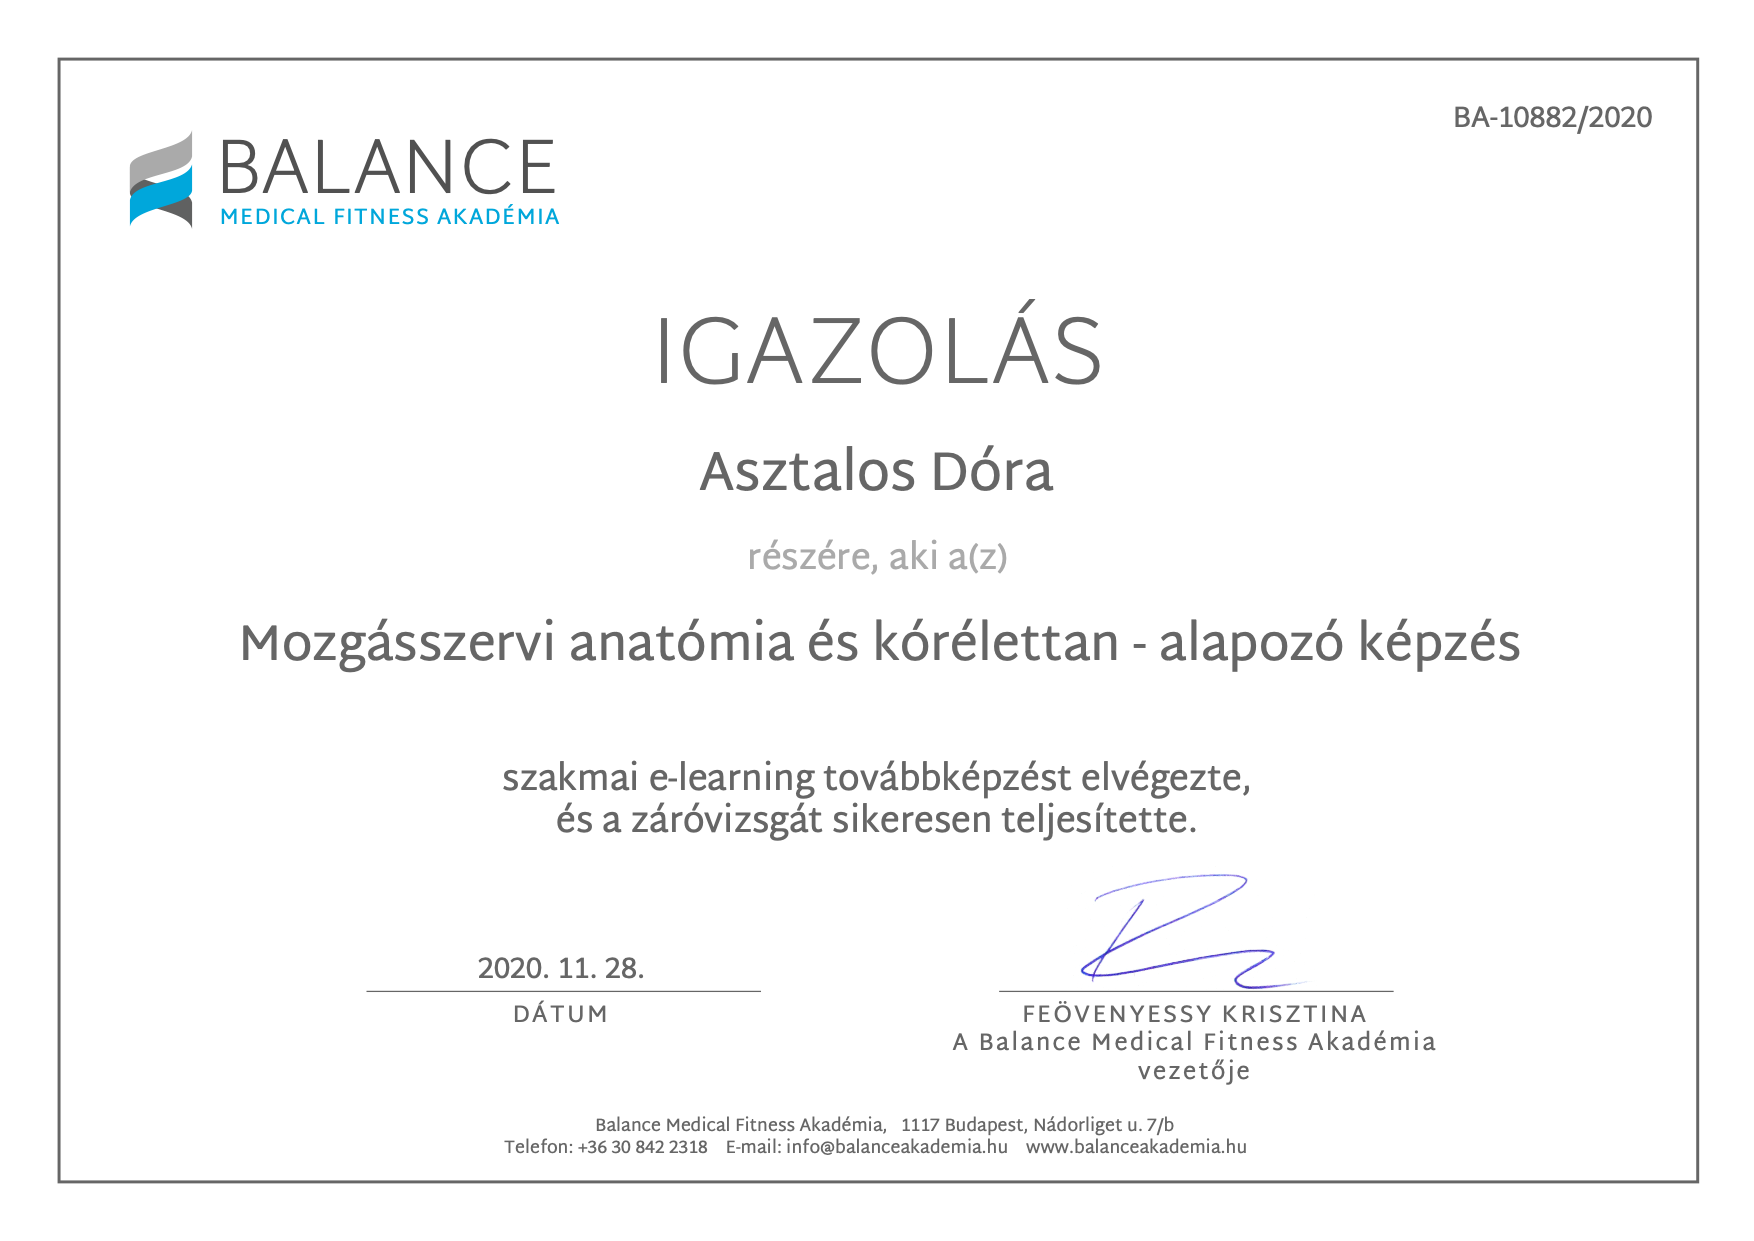 BA-10882/2020
BALANCE
MEDICAL FITNESS AKADÉMIA
IGAZOLÁS
Asztalos Dóra
részére, aki a(z)
Mozgásszervi anatómia és kórélettan - alapozó képzés
szakmai e-learning továbbképzést elvégezte,
és a záróvizsgát sikeresen teljesítette.
2020. 11. 28.
DÁTUM
FEÖVENYESSY KRISZTINA
A Balance Medical Fitness Akadémia
vezetője
Balance Medical Fitness Akadémia, 1117 Budapest, Nádorliget u. 7/b
Telefon: +36 30 842 2318 E-mail: info@balanceakademia.hu www.balanceakademia.hu